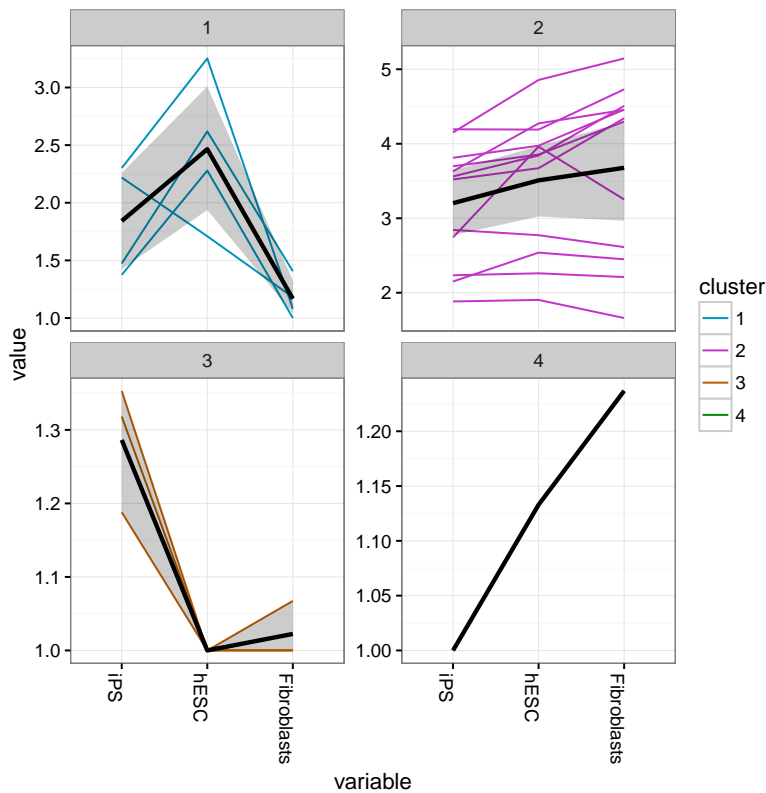 1
2
3.0
2.5
2.0
1.5
1.0
5
4
3
2
value
cluster
1
2
3
4
3
4
1.3
1.2
1.1
1.0
1.20
1.15
1.10
1.05
1.00
iPS
hESC
Fibroblasts
iPS
hESC
Fibroblasts
variable